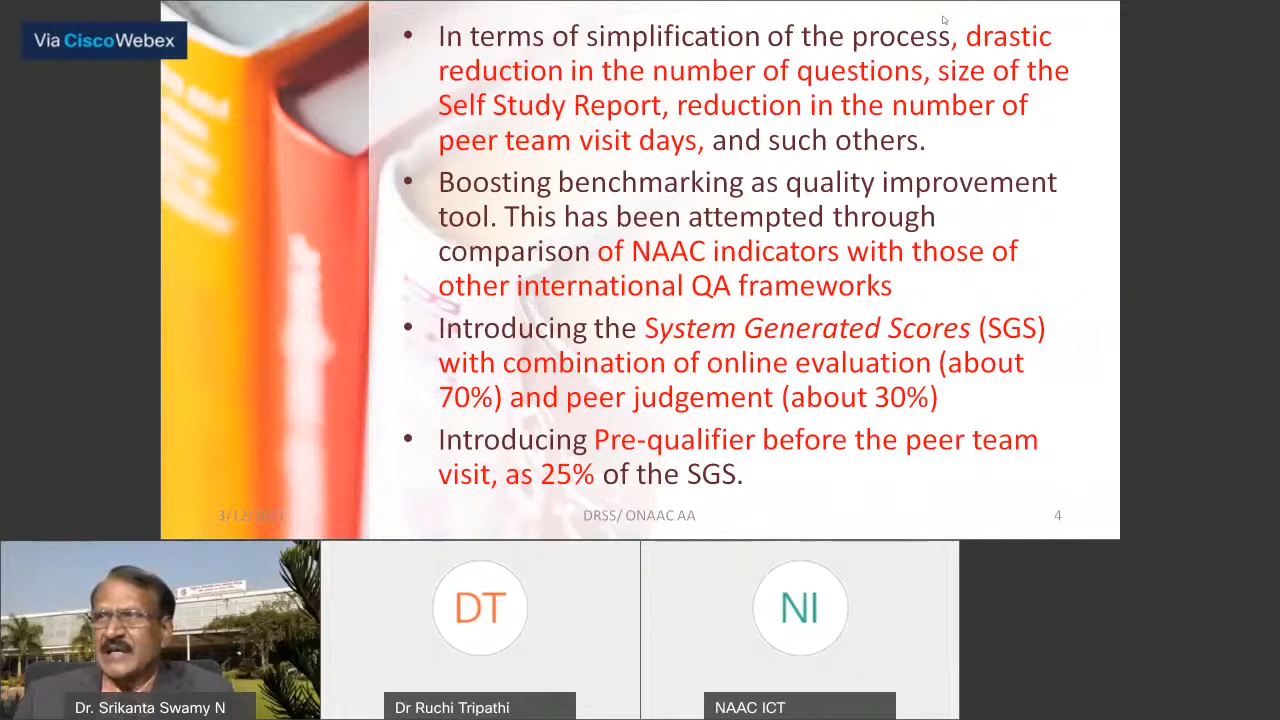 Via CiscoWebex
• In terms of simplification of the process, drastic
reduction in the number of questions, size of the
Self Study Report, reduction in the number of
peer team visit days, and such others.
• Boosting benchmarking as quality improvement
tool. This has been attempted through
comparison of NAAC indicators with those of
other international QA frameworks
• Introducing the System Generated Scores (SGS)
with combination of online evaluation (about
70%) and peer judgement (about 30%)
• Introducing Pre-qualifier before the peer team
visit, as 25% of the SGS.
3/12/2021 DRSS/ ONAAC AA 4
DT NI
Dr. Srikanta Swamy N Dr Ruchi Tripathi NAAC ICT